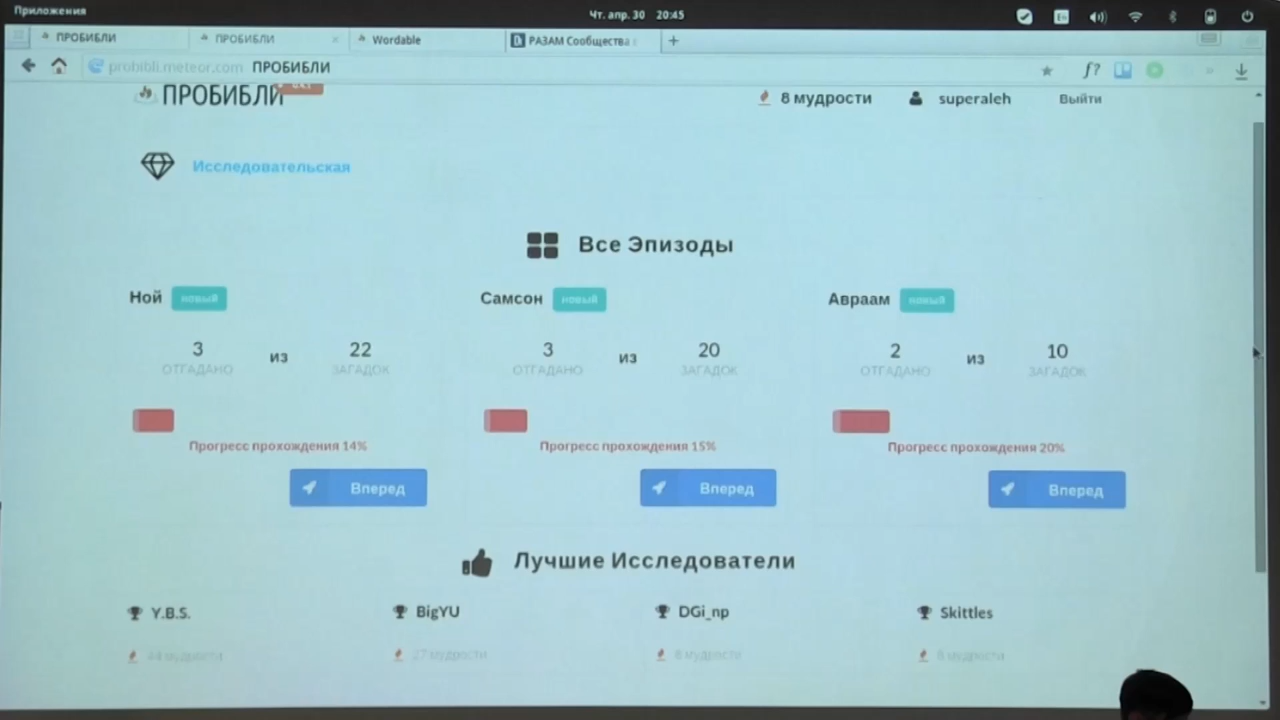 Приложения
Чт. апр. 30 20:45
ПРОБИБЛИ
ПРОБИБЛИ
Wordable
РАЗАМ Сообщества
probibli.meteor.com ПРОБИБЛИ
f?
ПРОБИБЛИ
8 мудрости
superaleh
Выйти
Исследовательская
Все Эпизоды
Ной новый
Самсон новый
Авраам новый
3 из 22
ОТГАДАНО ЗАГАДОК
3 из 20
ОТГАДАНО ЗАГАДОК
2 из 10
ОТГАДАНО ЗАГАДОК
Прогресс прохождения 14%
Прогресс прохождения 15%
Прогресс прохождения 20%
Вперед
Вперед
Вперед
Лучшие Исследователи
Y.B.S.
BigYU
DGi_np
Skittles
мудрости
27 мудрости
8 мудрости
8 мудрости